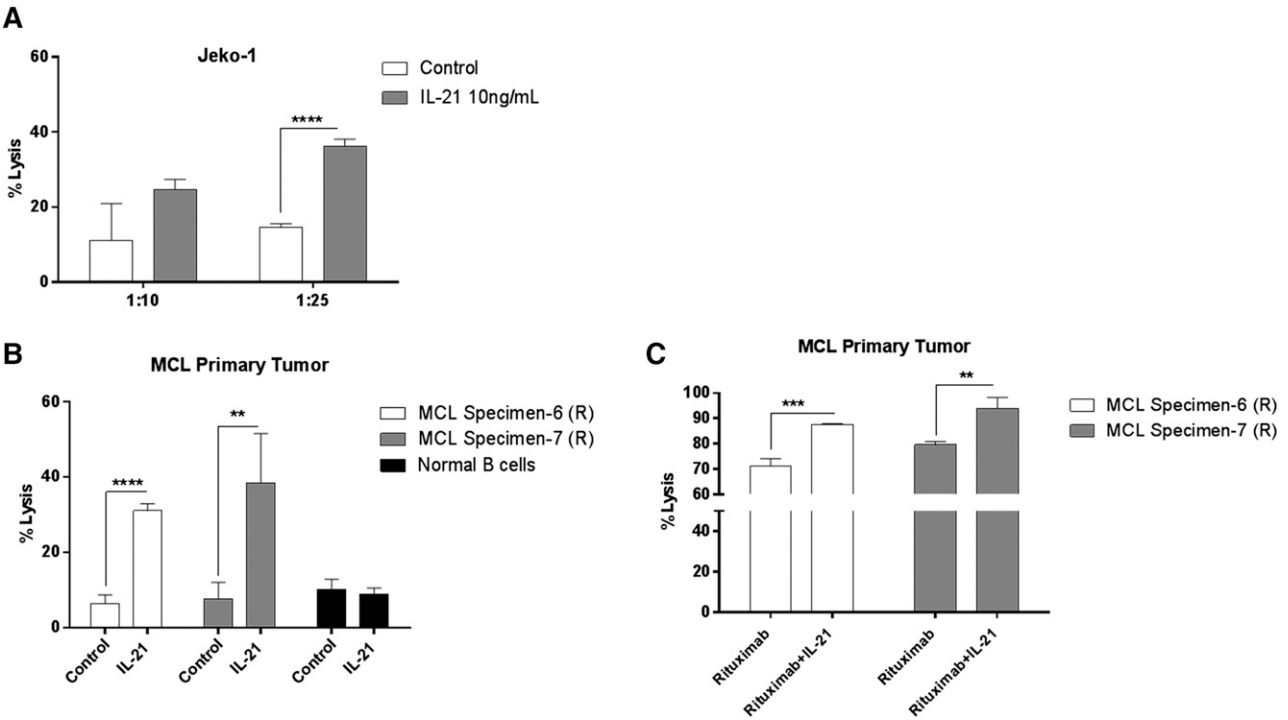 A
Jeko-1
60
40
20
0
% Lysis
****
1:10
1:25
Control
IL-21 10ng/mL
B
MCL Primary Tumor
60
40
20
0
% Lysis
****
**
Control
IL-21
Control
IL-21
Control
IL-21
MCL Specimen-6 (R)
MCL Specimen-7 (R)
Normal B cells
C
MCL Primary Tumor
100
90
80
70
60
40
20
0
% Lysis
***
**
Rituximab
Rituximab+IL-21
Rituximab
Rituximab+IL-21
MCL Specimen-6 (R)
MCL Specimen-7 (R)